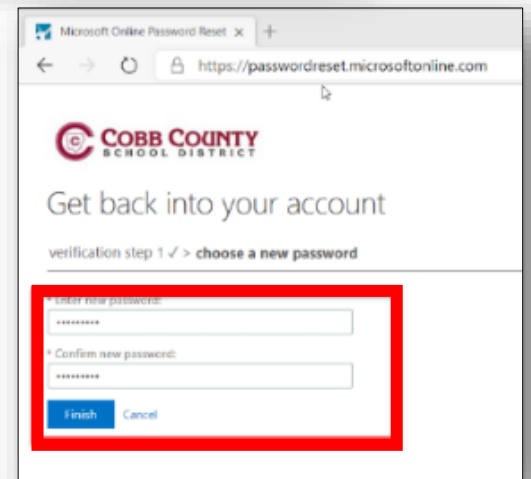 Microsoft Online Password Reset
https://passwordreset.microsoftonline.com
COBB COUNTY
SCHOOL DISTRICT
Get back into your account
verification step 1 ✓ > choose a new password
* Enter new password:
•••••••••
* Confirm new password:
•••••••••
Finish Cancel